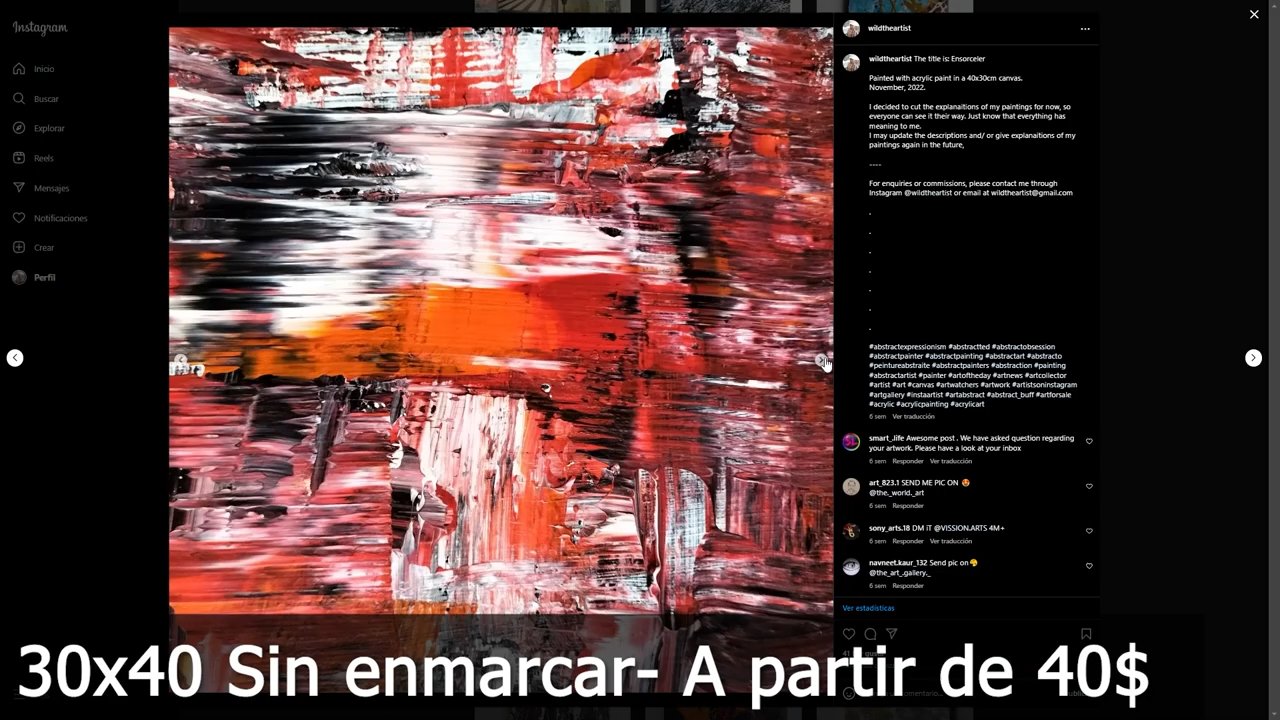 Instagram
Inicio
Buscar
Explorar
Reels
Mensajes
Notificaciones
Crear
Perfil
wildtheartist
wildtheartist The title is: Ensorceler
Painted with acrylic paint in a 40x30cm canvas.
November, 2022.
I decided to cut the explanaitions of my paintings for now, so
everyone can see it their way. Just know that everything has
meaning to me.
I may update the descriptions and/ or give explanaitions of my
paintings again in the future,
----
For enquiries or commissions, please contact me through
Instagram @wildtheartist or email at wildtheartist@gmail.com
.
.
.
.
.
.
.
#abstractexpressionism #abstractted #abstractobsession
#abstractpainter #abstractpainting #abstractart #abstracto
#peintureabstraite #abstractpainters #abstraction #painting
#abstractartist #painter #artoftheday #artnews #artcollector
#artist #art #canvas #artwatchers #artwork #artistsoninstagram
#artgallery #instaartist #artabstract #abstract_buff #artforsale
#acrylic #acrylicpainting #acrylicart
6 sem Ver traducción
smart_.life Awesome post . We have asked question regarding
your artwork. Please have a look at your inbox
6 sem Responder Ver traducción
art_823.1 SEND ME PIC ON 😍
@the._world._art
6 sem Responder
sony_arts.18 DM iT @VISSION.ARTS 4M+
6 sem Responder Ver traducción
navneet.kaur_132 Send pic on
@the_art_.gallery._
6 sem Responder
Ver estadísticas
30x40 Sin enmarcar- A partir de 40$